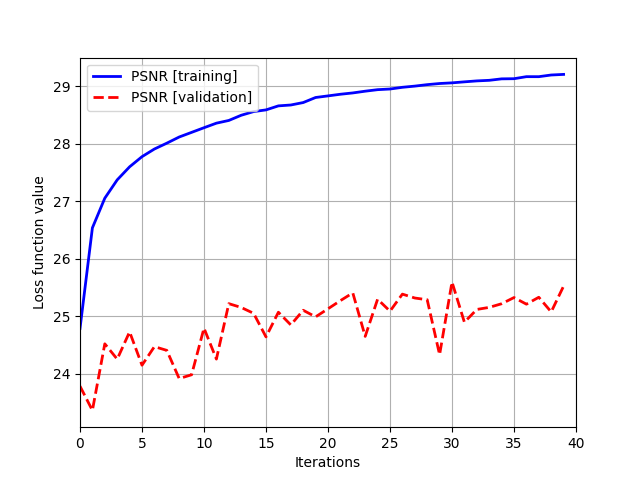 PSNR [training]
PSNR [validation]
29
28
27
26
25
24
Loss function value
0 5 10 15 20 25 30 35 40
Iterations